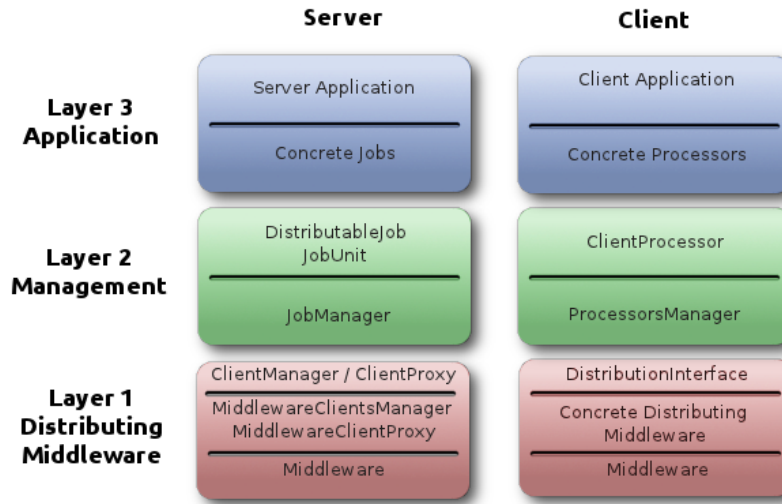 Server
Client
Layer 3
Application
Server Application
Concrete Jobs
Client Application
Concrete Processors
Layer 2
Management
DistributableJob
JobUnit
JobManager
ClientProcessor
ProcessorsManager
Layer 1
Distributing
Middleware
ClientManager / ClientProxy
MiddlewareClientsManager
MiddlewareClientProxy
Middleware
DistributionInterface
Concrete Distributing
Middleware
Middleware